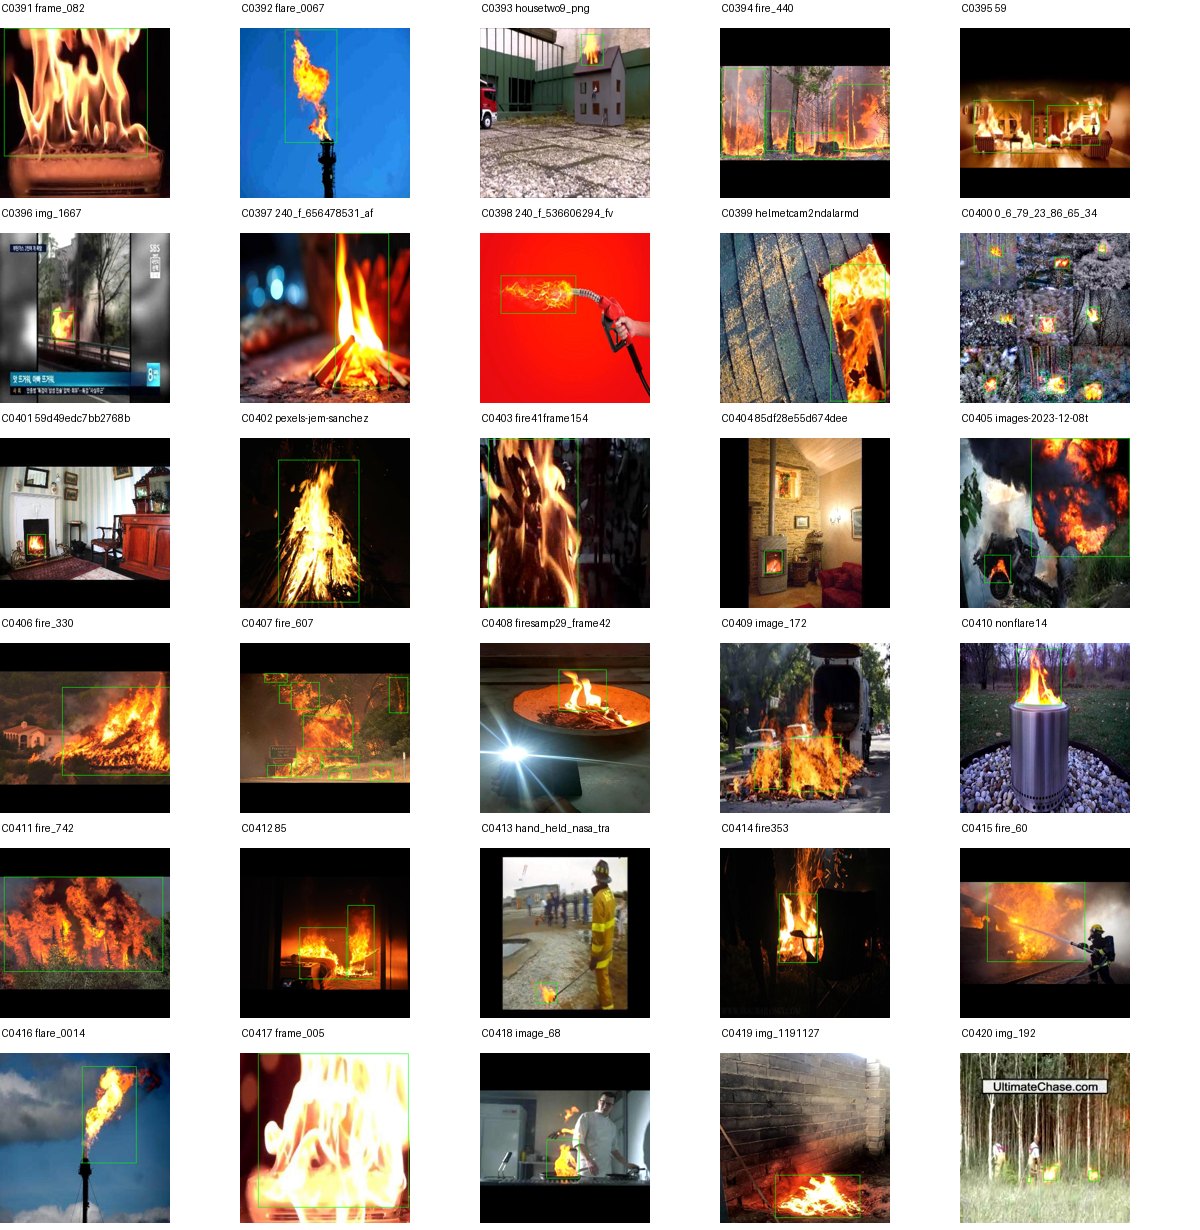 C0391 frame_082
C0392 flare_0067
C0393 housetwo9_png
C0394 fire_440
C0395 59
C0396 img_1667
C0397 240_f_656478531_af
C0398 240_f_536606294_fv
C0399 helmetcam2ndalarmd
C0400 0_6_79_23_86_65_34
SBS
8
C0401 59d49edc7bb2768b
C0402 pexels-jem-sanchez
C0403 fire41frame154
C0404 85df28e55d674dee
C0405 images-2023-12-08t
C0406 fire_330
C0407 fire_607
C0408 firesamp29_frame42
C0409 image_172
C0410 nonflare14
C0411 fire_742
C0412 85
C0413 hand_held_nasa_tra
C0414 fire353
C0415 fire_60
C0416 flare_0014
C0417 frame_005
C0418 image_68
C0419 img_1191127
C0420 img_192
UltimateChase.com